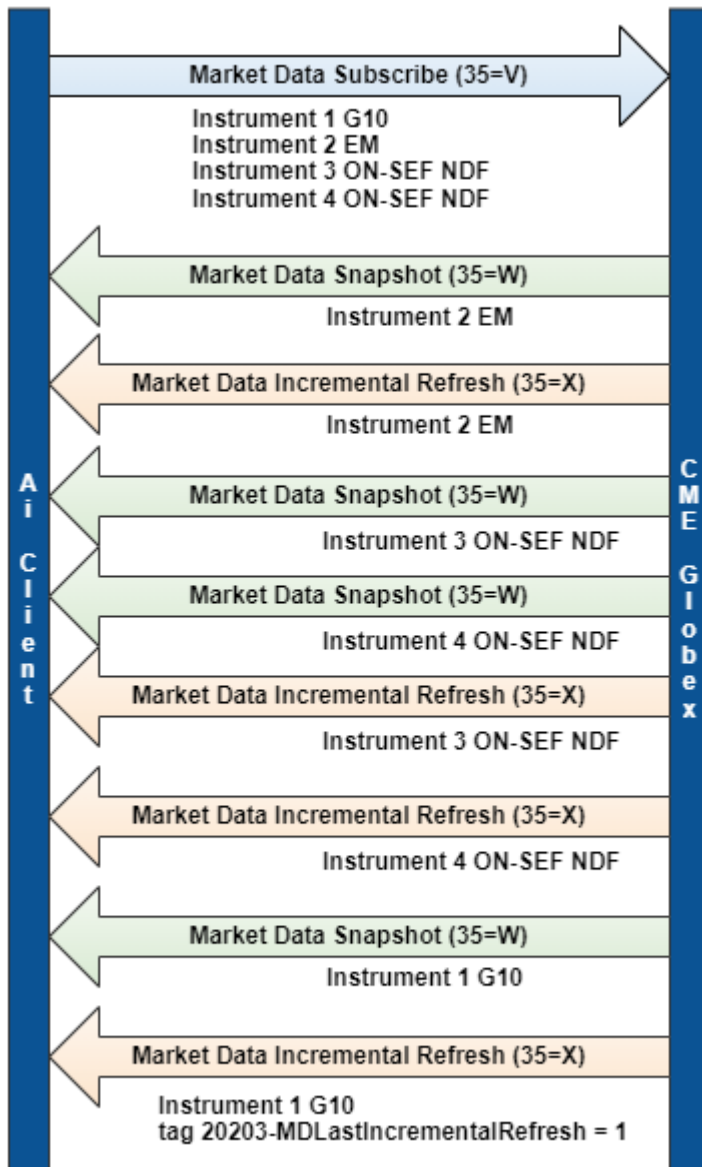 Market Data Subscribe (35=V)
Instrument 1 G10
Instrument 2 EM
Instrument 3 ON-SEF NDF
Instrument 4 ON-SEF NDF
Market Data Snapshot (35=W)
Instrument 2 EM
Market Data Incremental Refresh (35=X)
Instrument 2 EM
Market Data Snapshot (35=W)
Instrument 3 ON-SEF NDF
Market Data Snapshot (35=W)
Instrument 4 ON-SEF NDF
Market Data Incremental Refresh (35=X)
Instrument 3 ON-SEF NDF
Market Data Incremental Refresh (35=X)
Instrument 4 ON-SEF NDF
Market Data Snapshot (35=W)
Instrument 1 G10
Market Data Incremental Refresh (35=X)
Instrument 1 G10
tag 20203-MDLastIncrementalRefresh = 1
Ai Client
CME Globex